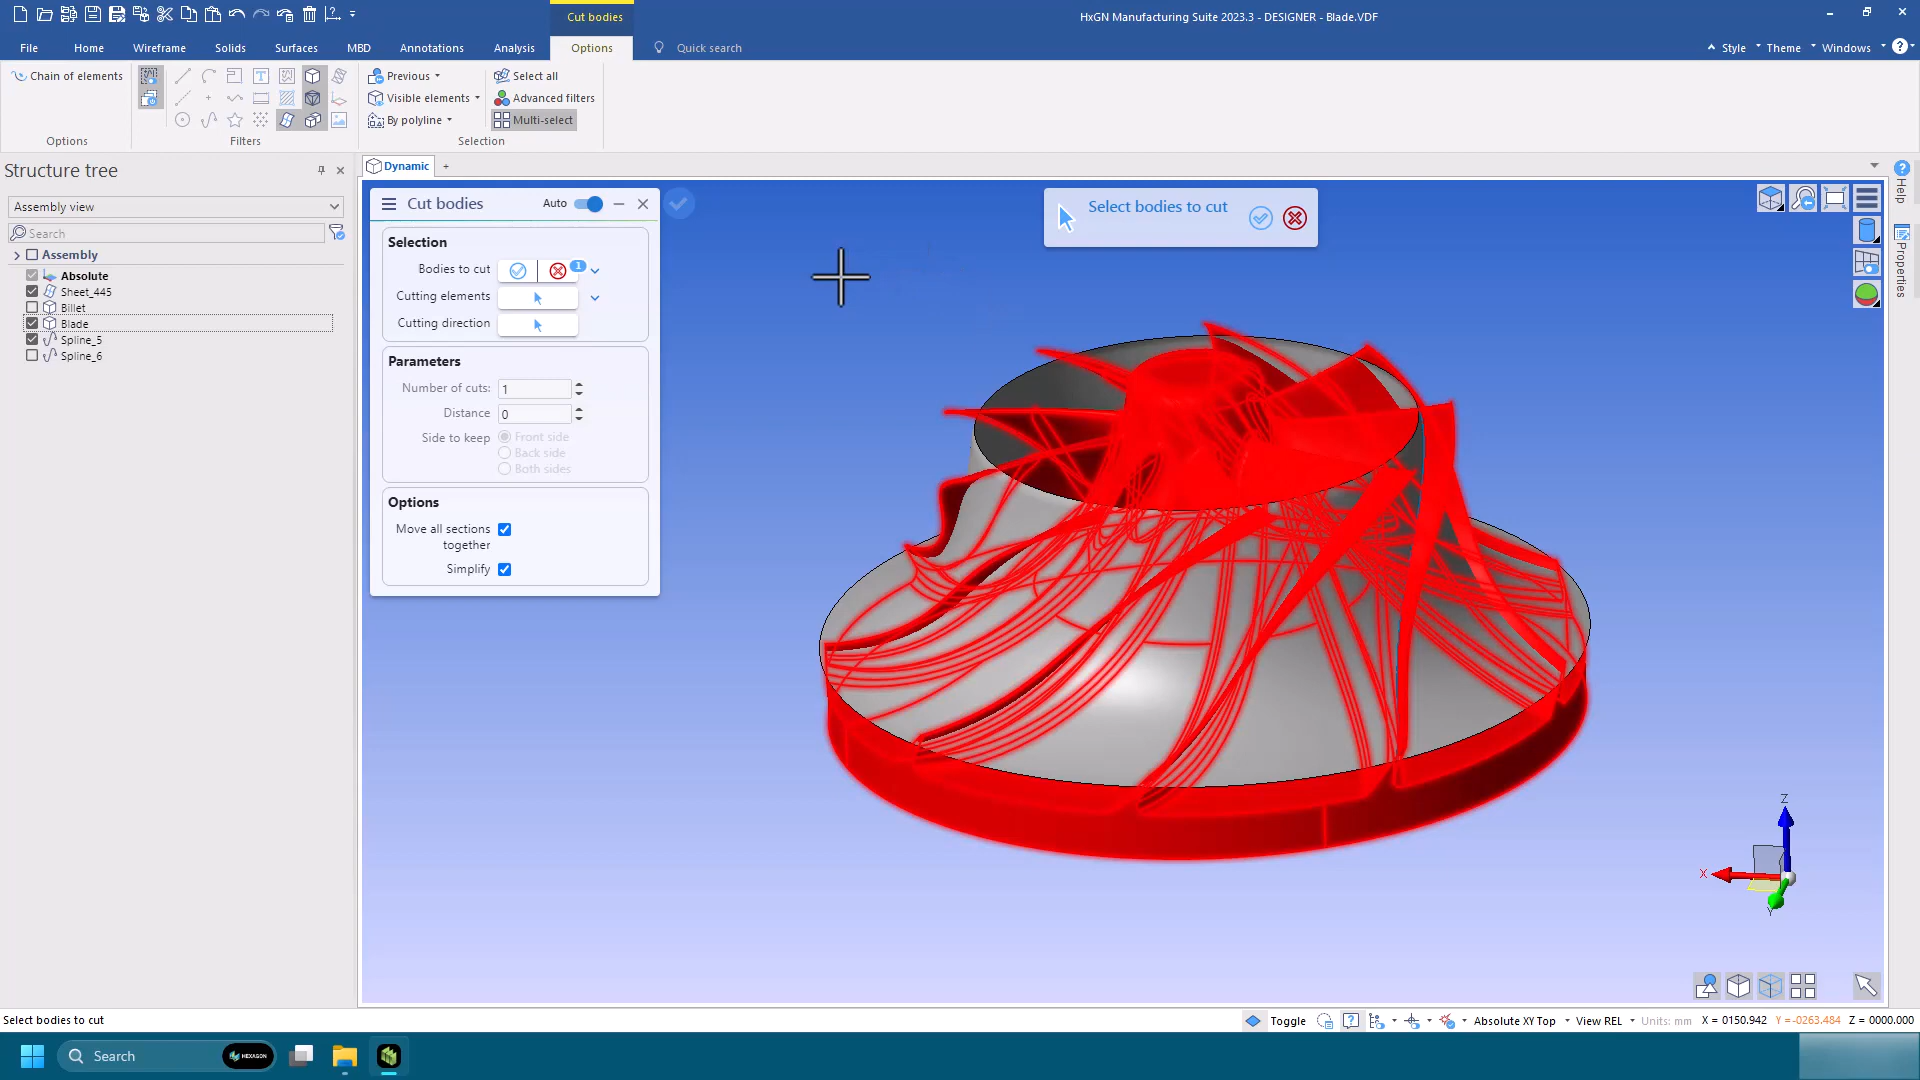 Cut bodies
HxGN Manufacturing Suite 2023.3 - DESIGNER - Blade.VDF
File Home Wireframe Solids Surfaces MBD Annotations Analysis Options Quick search
Style Theme Windows ?
Chain of elements
Previous
Visible elements
By polyline
Select all
Advanced filters
Multi-select
Options Filters Selection
Structure tree
Assembly view
Search
Assembly
Absolute
Sheet_445
Billet
Blade
Spline_5
Spline_6
Dynamic +
Cut bodies Auto
Selection
Bodies to cut 1
Cutting elements
Cutting direction
Parameters
Number of cuts: 1
Distance 0
Side to keep Front side
Back side
Both sides
Options
Move all sections
together
Simplify
Select bodies to cut
? Help
Properties
Z
X
Y
Select bodies to cut
Toggle Absolute XY Top View REL Units: mm X = 0150.942 Y =-0263.484 Z = 0000.000
Search HEXAGON